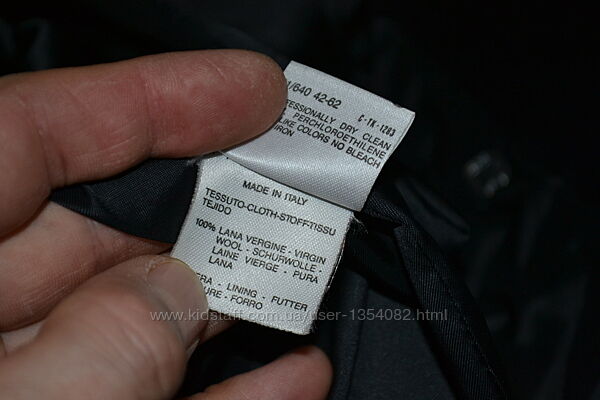 /640 42-62
C-TK-1283
DRY CLEAN
PERCHLOROETHILENE
LIKE COLORS NO BLEACH
IRON
MADE IN ITALY
TESSUTO-CLOTH-STOFF-TISSU
TEJIDO
100% LANA VERGINE - VIRGIN
WOOL - SCHURWOLLE -
LAINE VIERGE - PURA
LANA
LINING - FUTTER
FORRO
www.kidstaff.com.ua/user-1354082.html